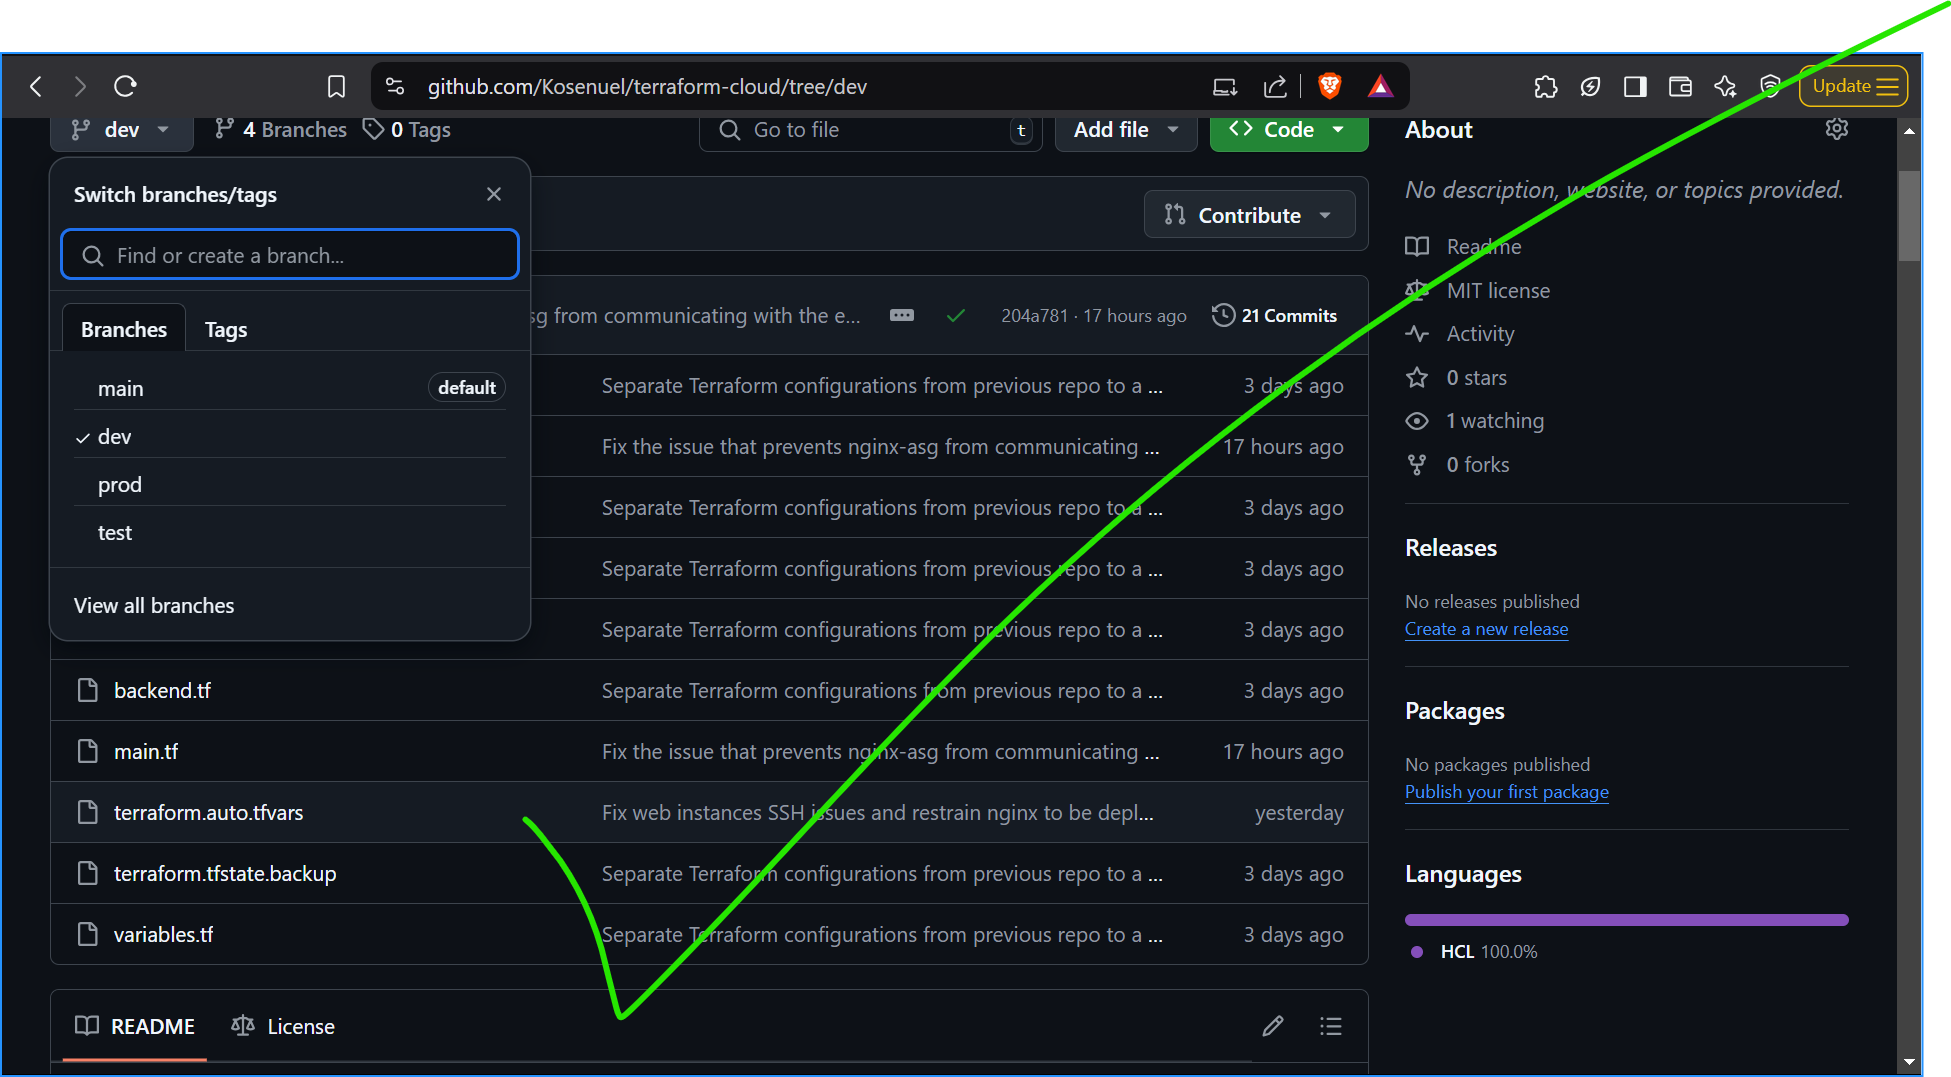 github.com/Kosenuel/terraform-cloud/tree/dev
Update
dev 4 Branches 0 Tags
Go to file t
Add file
Code
Switch branches/tags
Find or create a branch...
Branches Tags
main default
dev
prod
test
View all branches
Contribute
sg from communicating with the e... 204a781 · 17 hours ago 21 Commits
Separate Terraform configurations from previous repo to a ... 3 days ago
Fix the issue that prevents nginx-asg from communicating ... 17 hours ago
Separate Terraform configurations from previous repo to a ... 3 days ago
Separate Terraform configurations from previous repo to a ... 3 days ago
Separate Terraform configurations from previous repo to a ... 3 days ago
backend.tf Separate Terraform configurations from previous repo to a ... 3 days ago
main.tf Fix the issue that prevents nginx-asg from communicating ... 17 hours ago
terraform.auto.tfvars Fix web instances SSH issues and restrain nginx to be depl... yesterday
terraform.tfstate.backup Separate Terraform configurations from previous repo to a ... 3 days ago
variables.tf Separate Terraform configurations from previous repo to a ... 3 days ago
README License
About
No description, website, or topics provided.
Readme
MIT license
Activity
0 stars
1 watching
0 forks
Releases
No releases published
Create a new release
Packages
No packages published
Publish your first package
Languages
HCL 100.0%